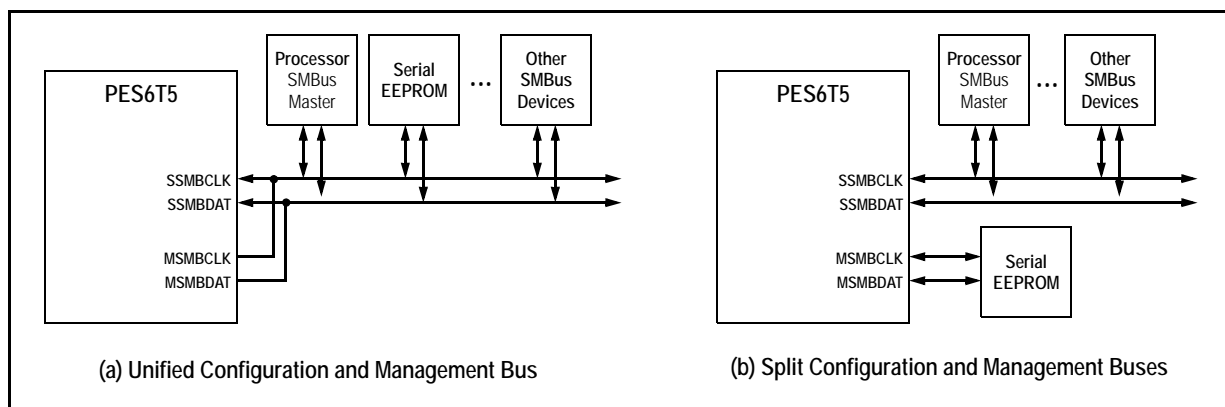 PES6T5
Processor
SMBus
Master
Serial
EEPROM
...
Other
SMBus
Devices
SSMBCLK
SSMBDAT
MSMBCLK
MSMBDAT
(a) Unified Configuration and Management Bus
PES6T5
Processor
SMBus
Master
...
Other
SMBus
Devices
SSMBCLK
SSMBDAT
MSMBCLK
MSMBDAT
Serial
EEPROM
(b) Split Configuration and Management Buses